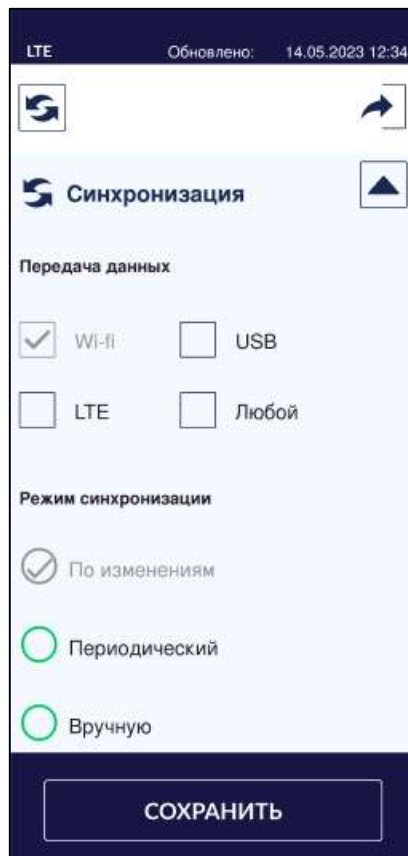 LTE Обновлено: 14.05.2023 12:34
Синхронизация
Передача данных
Wi-fi USB
LTE Любой
Режим синхронизации
По изменениям
Периодический
Вручную
СОХРАНИТЬ